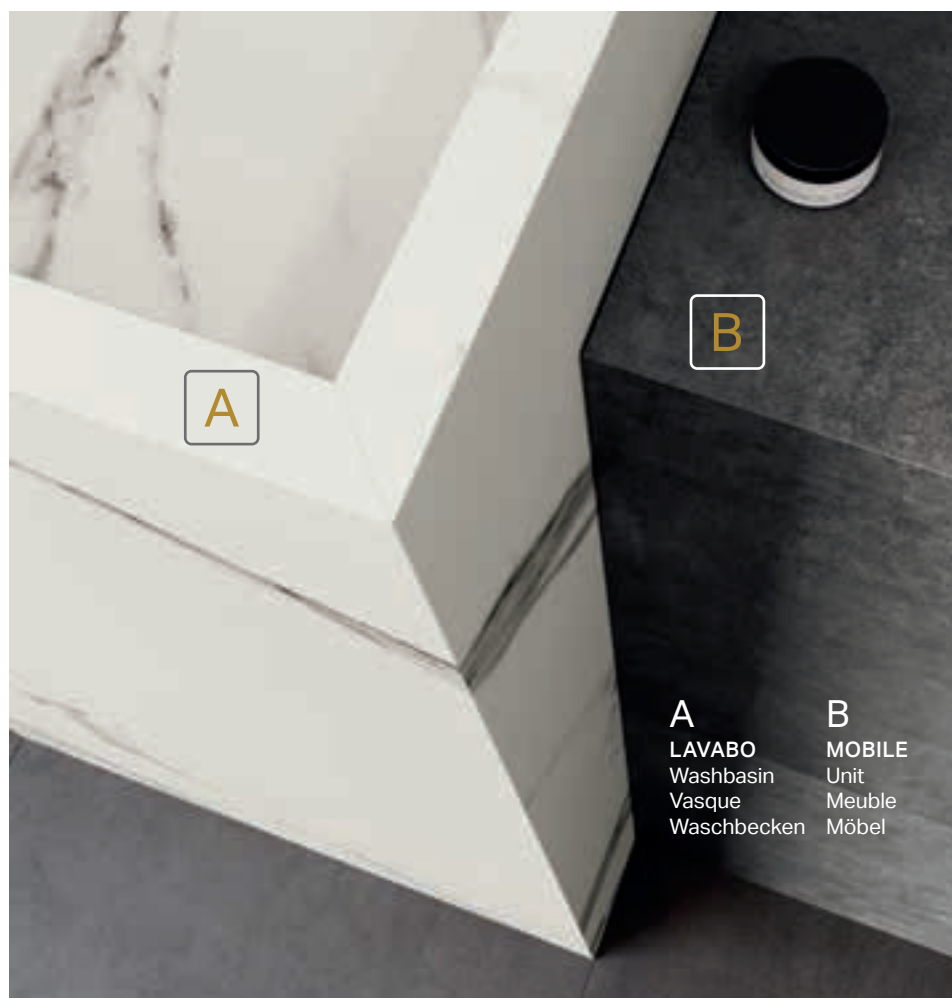 A
B
A
LAVABO
Washbasin
Vasque
Waschbecken
B
MOBILE
Unit
Meuble
Möbel